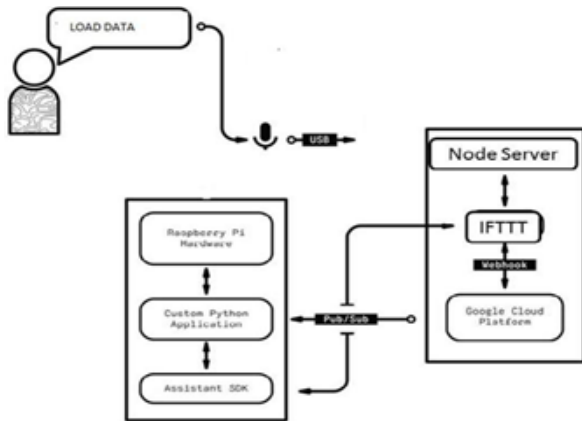 LOAD DATA
USB
Node Server
IFTTT
Webhook
Google Cloud
Platform
Raspberry Pi
Hardware
Custom Python
Application
Pub/Sub
Assistant SDK